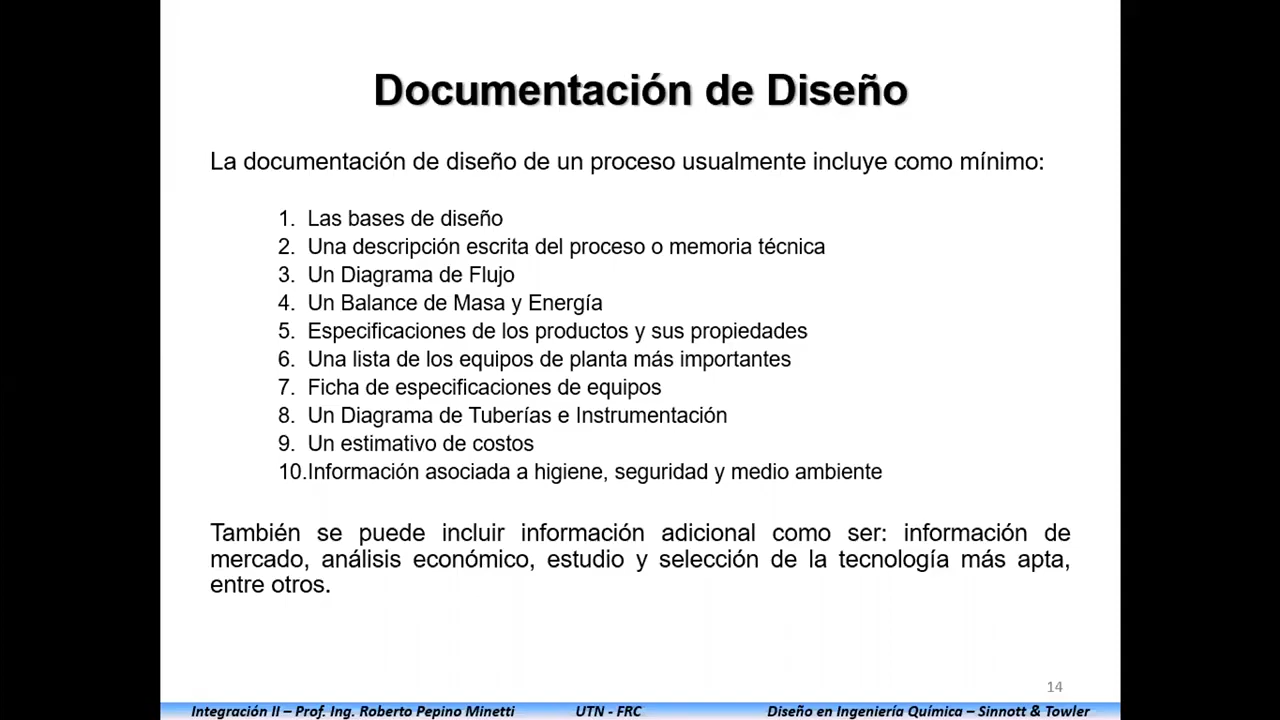 Documentación de Diseño
La documentación de diseño de un proceso usualmente incluye como mínimo:
1. Las bases de diseño
2. Una descripción escrita del proceso o memoria técnica
3. Un Diagrama de Flujo
4. Un Balance de Masa y Energía
5. Especificaciones de los productos y sus propiedades
6. Una lista de los equipos de planta más importantes
7. Ficha de especificaciones de equipos
8. Un Diagrama de Tuberías e Instrumentación
9. Un estimativo de costos
10.Información asociada a higiene, seguridad y medio ambiente
También se puede incluir información adicional como ser: información de
mercado, análisis económico, estudio y selección de la tecnología más apta,
entre otros.
14
Integración II – Prof. Ing. Roberto Pepino Minetti UTN - FRC Diseño en Ingeniería Química – Sinnott & Towler